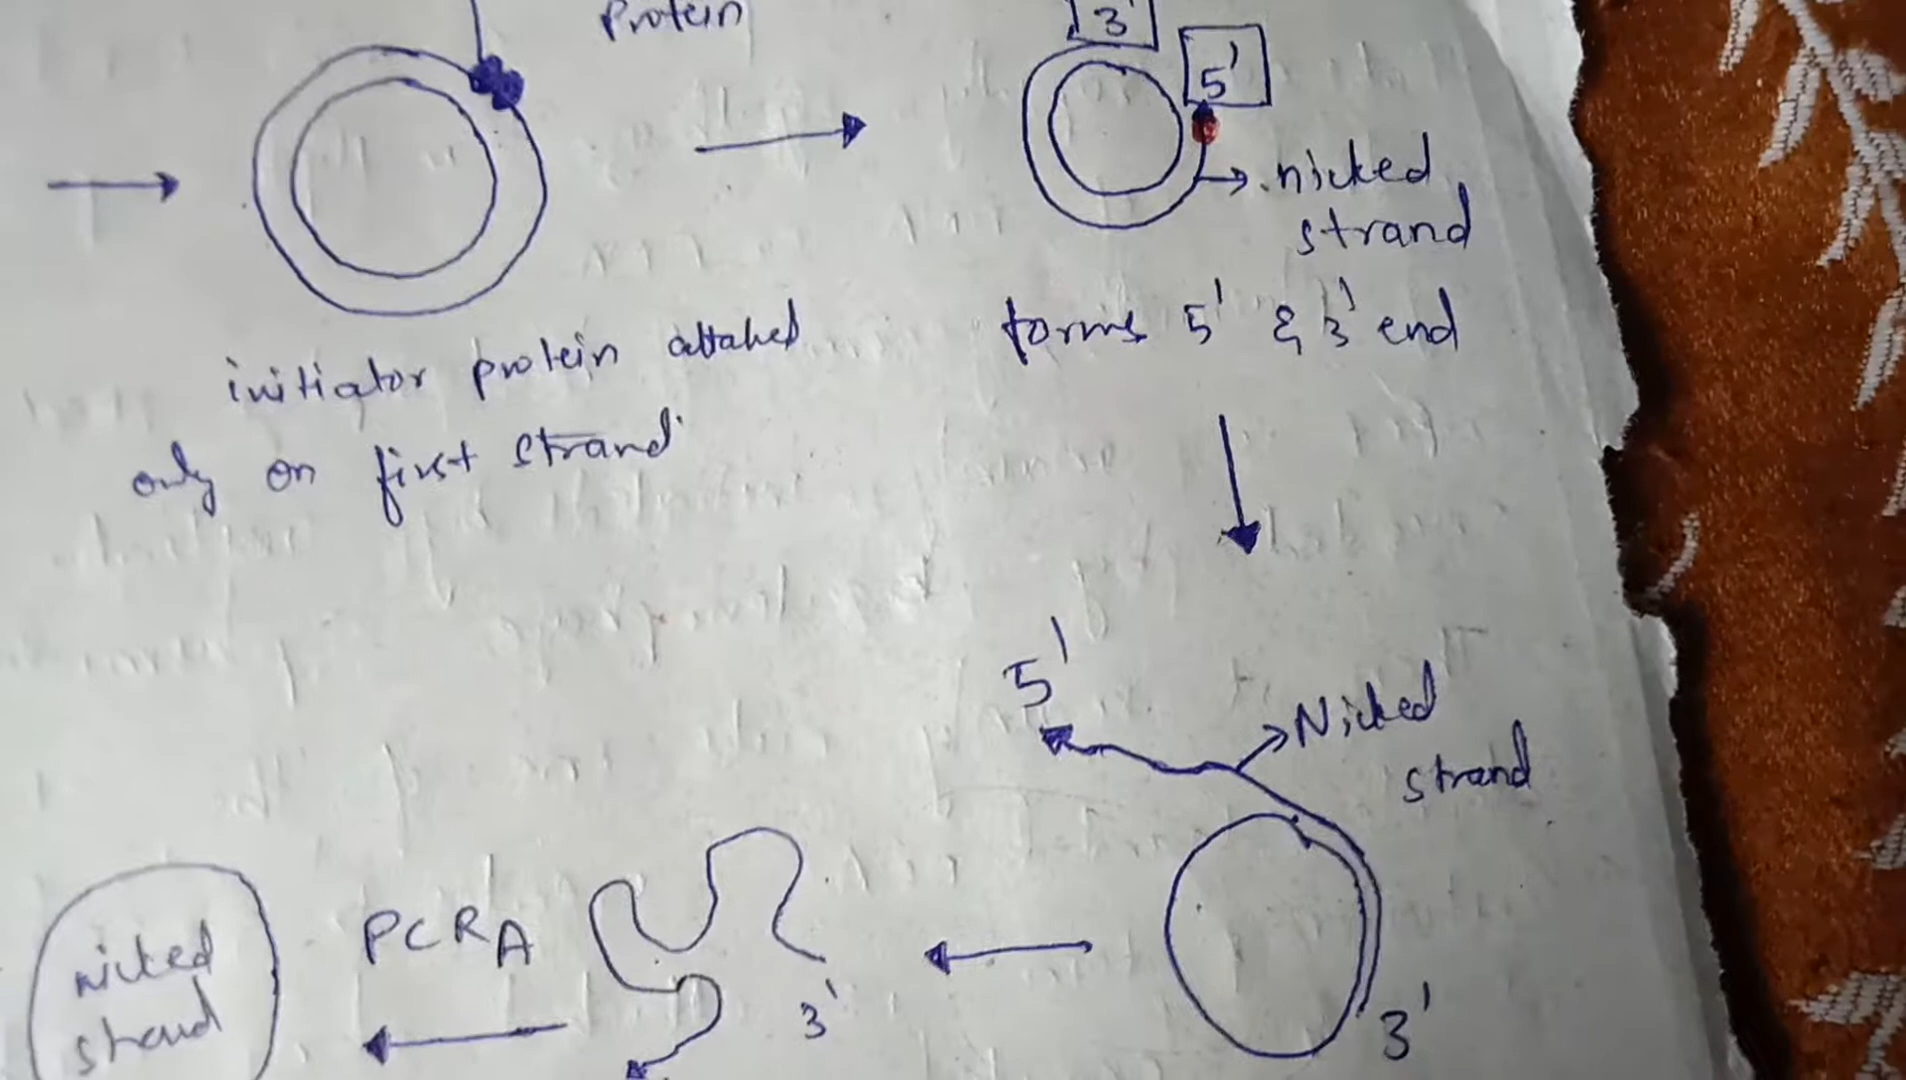 Protein
3'
5'
nicked
strand
initiator protein attahed
only on first strand
forms 5' & 3' end
5'
Nicked
strand
3'
3'
PCRA
nicked
strand